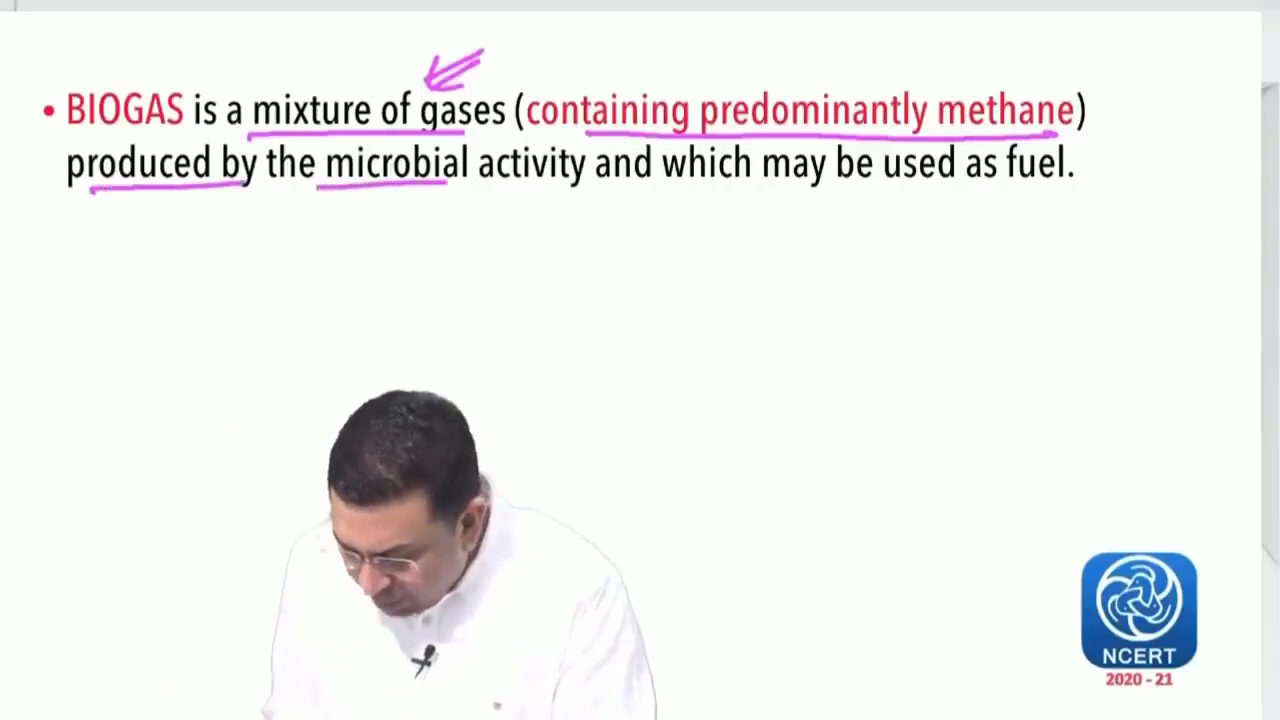 • BIOGAS is a mixture of gases (containing predominantly methane)
produced by the microbial activity and which may be used as fuel.
NCERT
2020 - 21